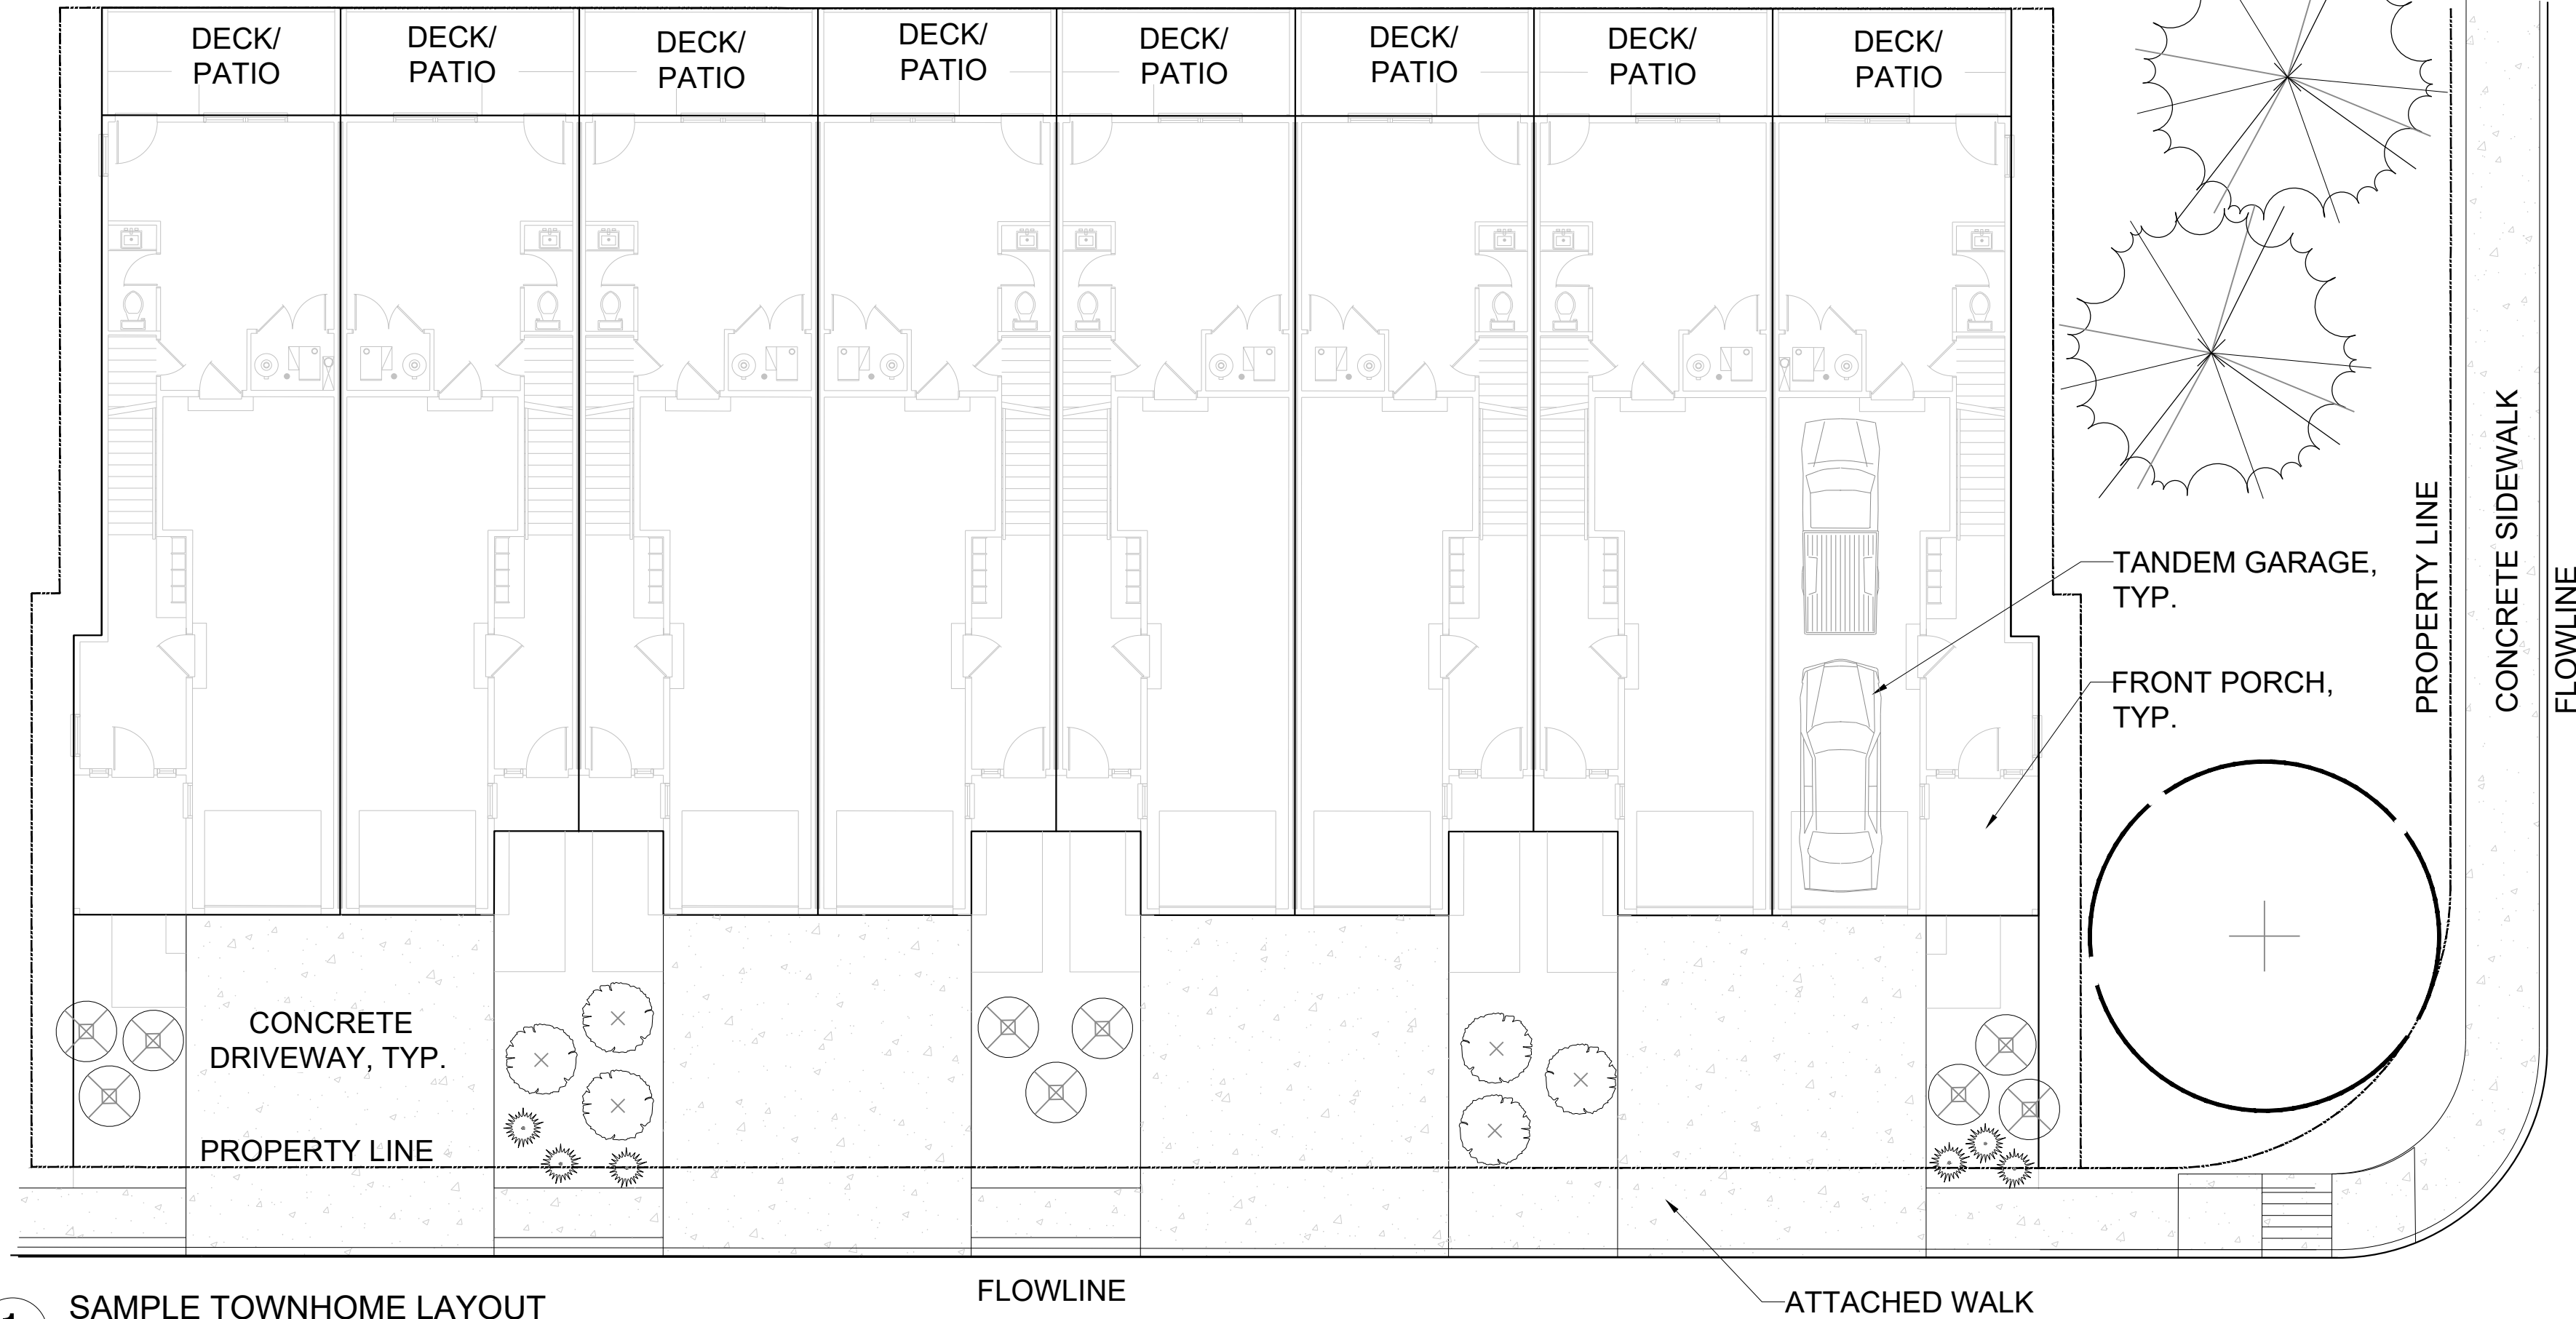 DECK/
PATIO
DECK/
PATIO
DECK/
PATIO
DECK/
PATIO
DECK/
PATIO
DECK/
PATIO
DECK/
PATIO
DECK/
PATIO
TANDEM GARAGE,
TYP.
FRONT PORCH,
TYP.
PROPERTY LINE
CONCRETE SIDEWALK
FLOWLINE
CONCRETE
DRIVEWAY, TYP.
PROPERTY LINE
FLOWLINE
ATTACHED WALK
1
SAMPLE TOWNHOME LAYOUT